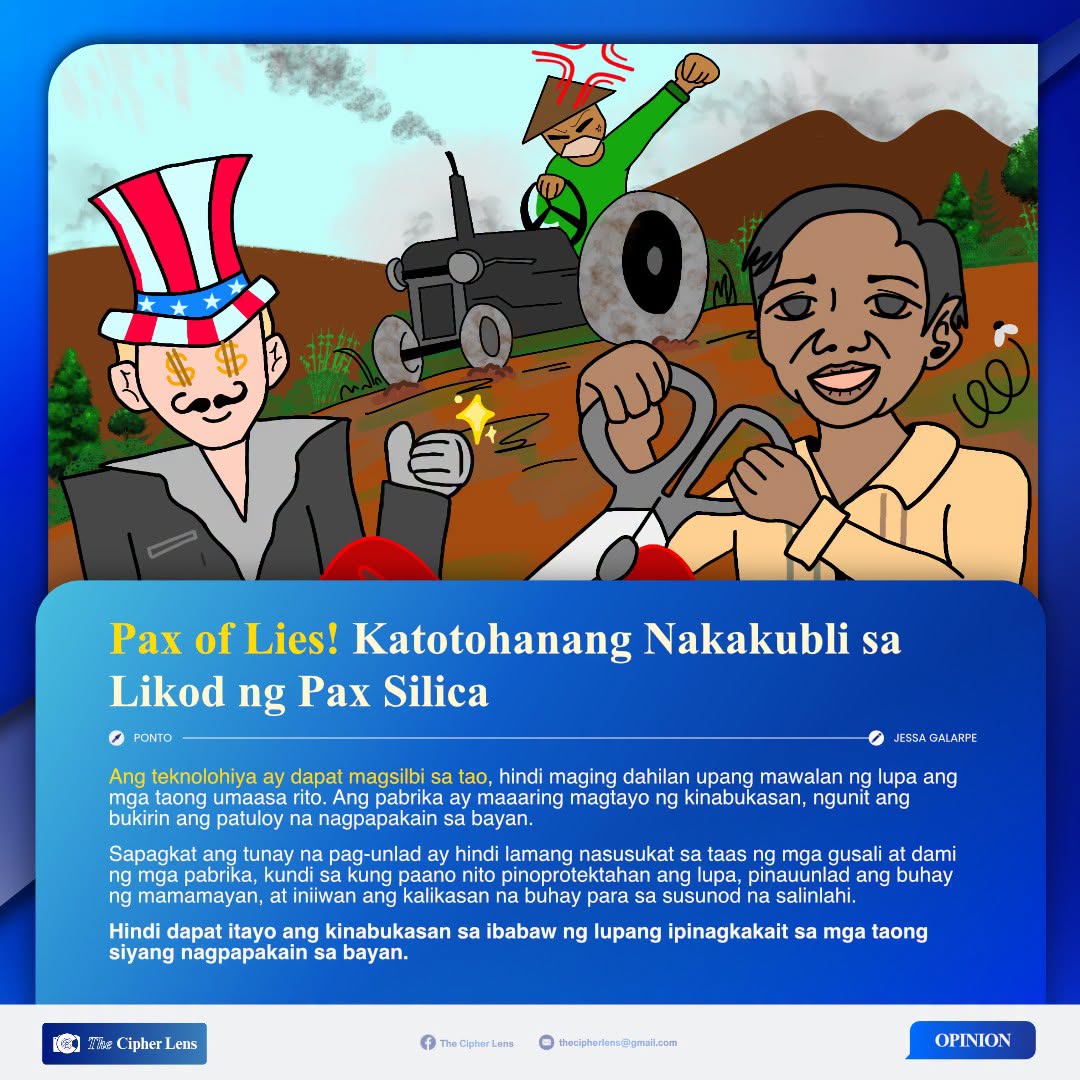 Pax of Lies! Katotohanang Nakakubli sa
Likod ng Pax Silica
PONTO
JESSA GALARPE
Ang teknolohiya ay dapat magsilbi sa tao, hindi maging dahilan upang mawalan ng lupa ang
mga taong umaasa rito. Ang pabrika ay maaaring magtayo ng kinabukasan, ngunit ang
bukirin ang patuloy na nagpapakain sa bayan.
Sapagkat ang tunay na pag-unlad ay hindi lamang nasusukat sa taas ng mga gusali at dami
ng mga pabrika, kundi sa kung paano nito pinoprotektahan ang lupa, pinauunlad ang buhay
ng mamamayan, at iniiwan ang kalikasan na buhay para sa susunod na salinlahi.
Hindi dapat itayo ang kinabukasan sa ibabaw ng lupang ipinagkakait sa mga taong
siyang nagpapakain sa bayan.
The Cipher Lens
The Cipher Lens
thecipherlens@gmail.com
OPINION